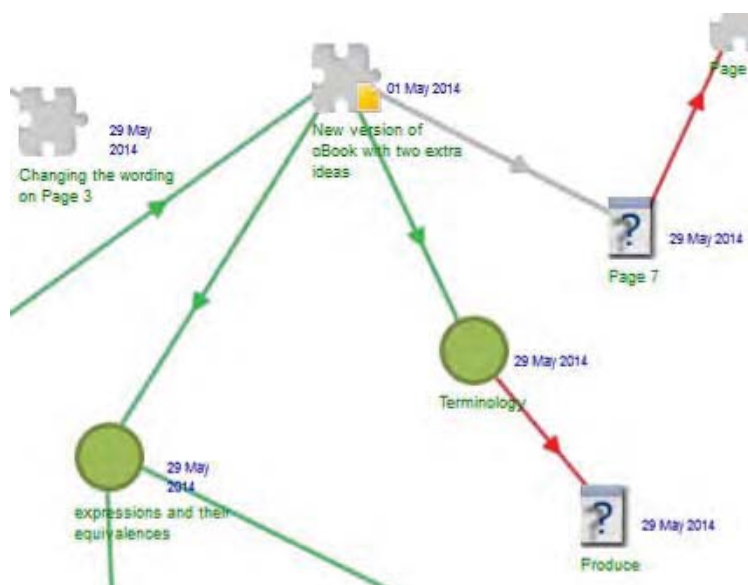 Page
01 May 2014
29 May
2014
New version of
cBook with two extra
ideas
Changing the wording
on Page 3
29 May 2014
Page 7
29 May 2014
Terminology
29 May
2014
expressions and their
equivalences
29 May 2014
Produce